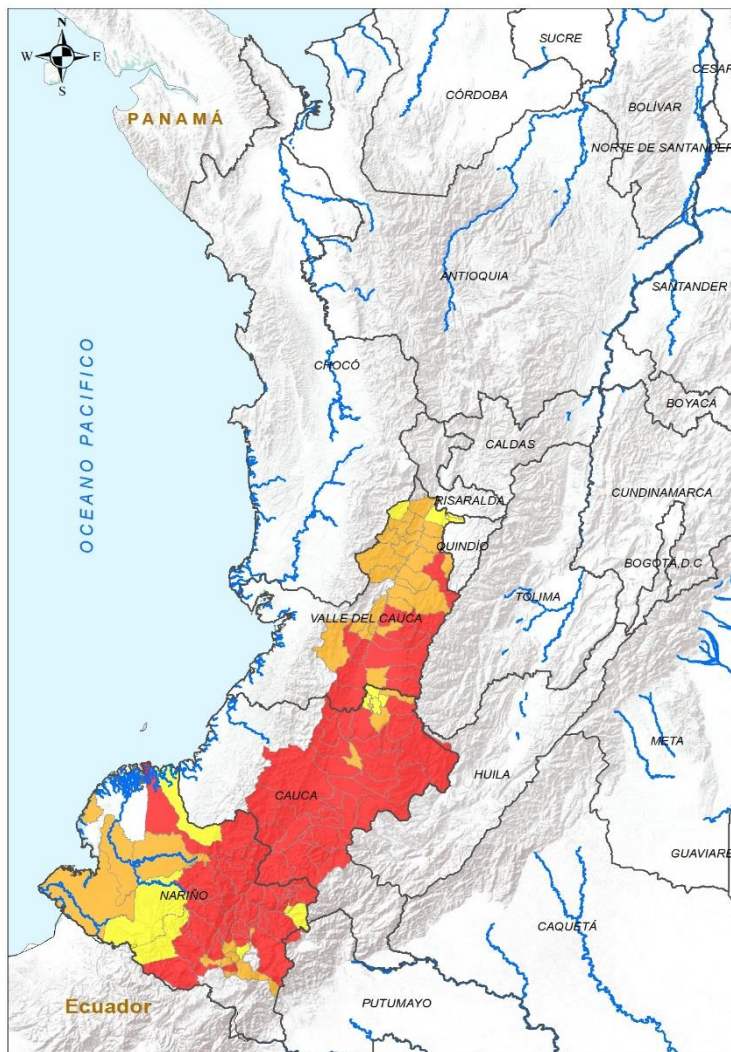 N
W E
S
SUCRE
CESAR
CÓRDOBA
BOLÍVAR
PANAMÁ
NORTE DE SANTANDER
ANTIOQUIA
SANTANDER
OCEANO PACIFICO
CHOCÓ
BOYACÁ
CALDAS
CUNDINAMARCA
RISARALDA
QUINDÍO
BOGOTÁ,D.C
TOLIMA
VALLE DEL CAUCA
META
HUILA
CAUCA
GUAVIARE
NARIÑO
CAQUETÁ
Ecuador
PUTUMAYO